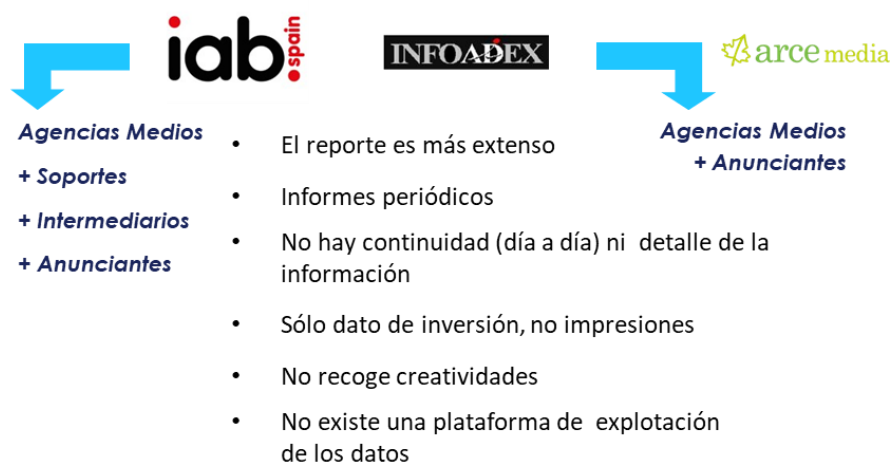 iab.spain
INFOADEX
arce media
Agencias Medios
+ Soportes
+ Intermediarios
+ Anunciantes
• El reporte es más extenso
• Informes periódicos
• No hay continuidad (día a día) ni detalle de la
información
• Sólo dato de inversión, no impresiones
• No recoge creatividades
• No existe una plataforma de explotación
de los datos
Agencias Medios
+ Anunciantes